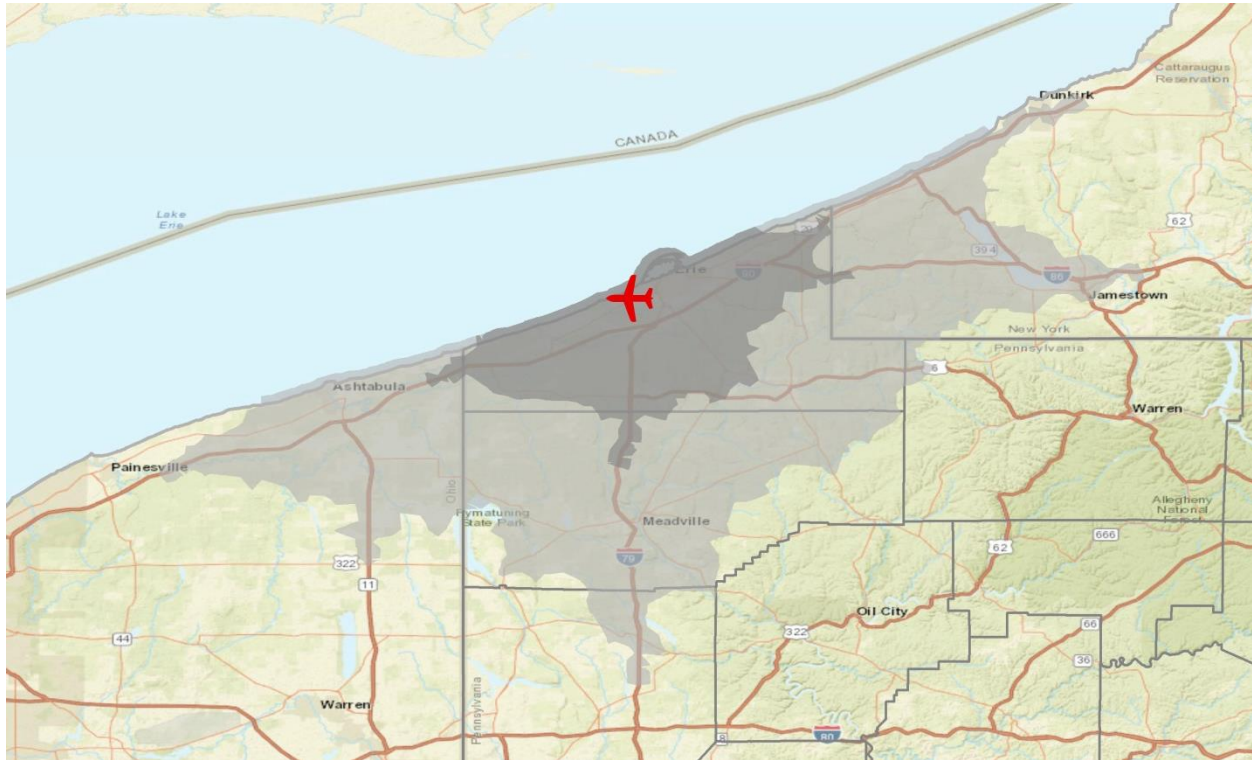 Cattaraugus
Reservation
Dunkirk
CANADA
Lake
Erie
62
20
394
Erie
90
86
Jamestown
New York
Pennsylvania
6
Ashtabula
Warren
Painesville
Ohio
Pymatuning
State Park
Meadville
Allegheny
National
Forest
666
62
322
79
11
Oil City
322
66
44
36
Pennsylvania
Warren
8
80